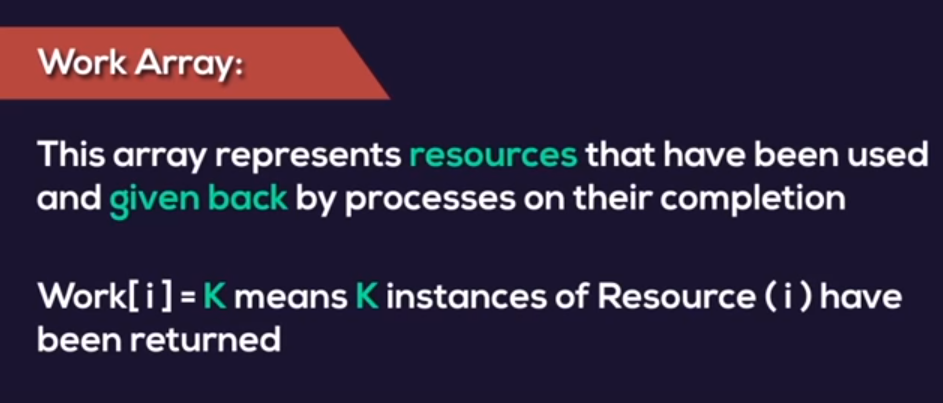 Work Array:
This array represents resources that have been used
and given back by processes on their completion
Work[ i ] = K means K instances of Resource ( i ) have
been returned